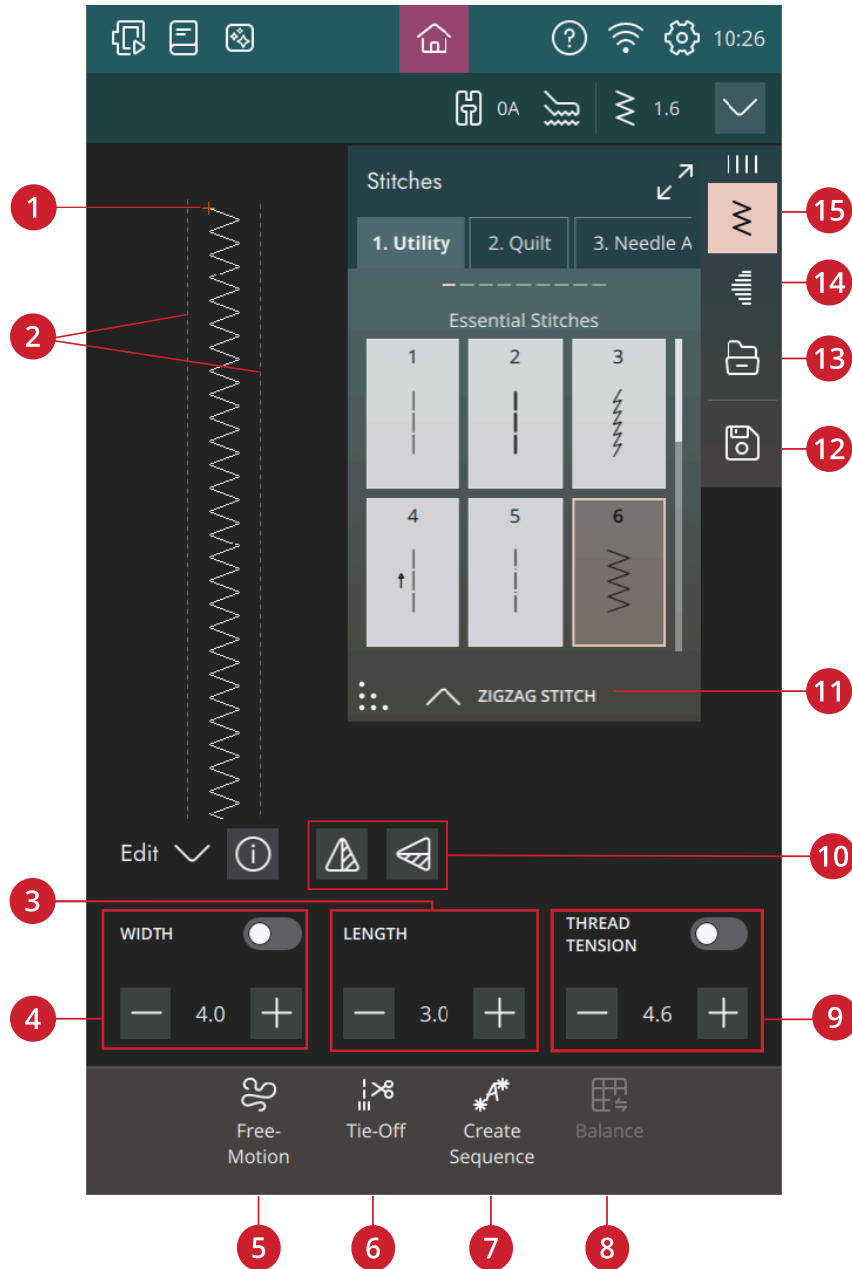 10:26
0A
1.6
Stitches
1. Utility
2. Quilt
3. Needle A
Essential Stitches
1
2
3
4
5
6
ZIGZAG STITCH
Edit
WIDTH
4.0
LENGTH
3.0
THREAD
TENSION
4.6
Free-
Motion
Tie-Off
Create
Sequence
Balance
1
2
3
4
5
6
7
8
9
10
11
12
13
14
15